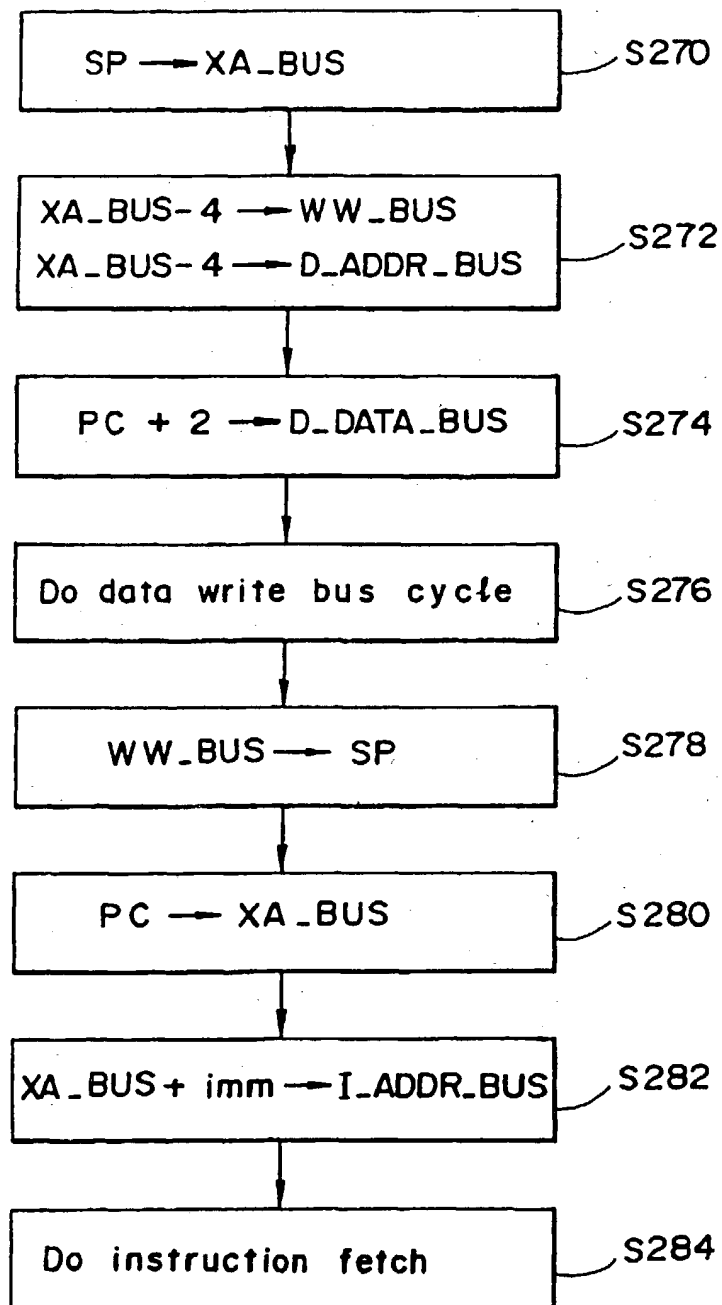 SP → XA_BUS
S270
XA_BUS-4 → WW_BUS
XA_BUS-4 → D_ADDR_BUS
S272
PC + 2 → D_DATA_BUS
S274
Do data write bus cycle
S276
WW_BUS → SP
S278
PC → XA_BUS
S280
XA_BUS + imm → I_ADDR_BUS
S282
Do instruction fetch
S284